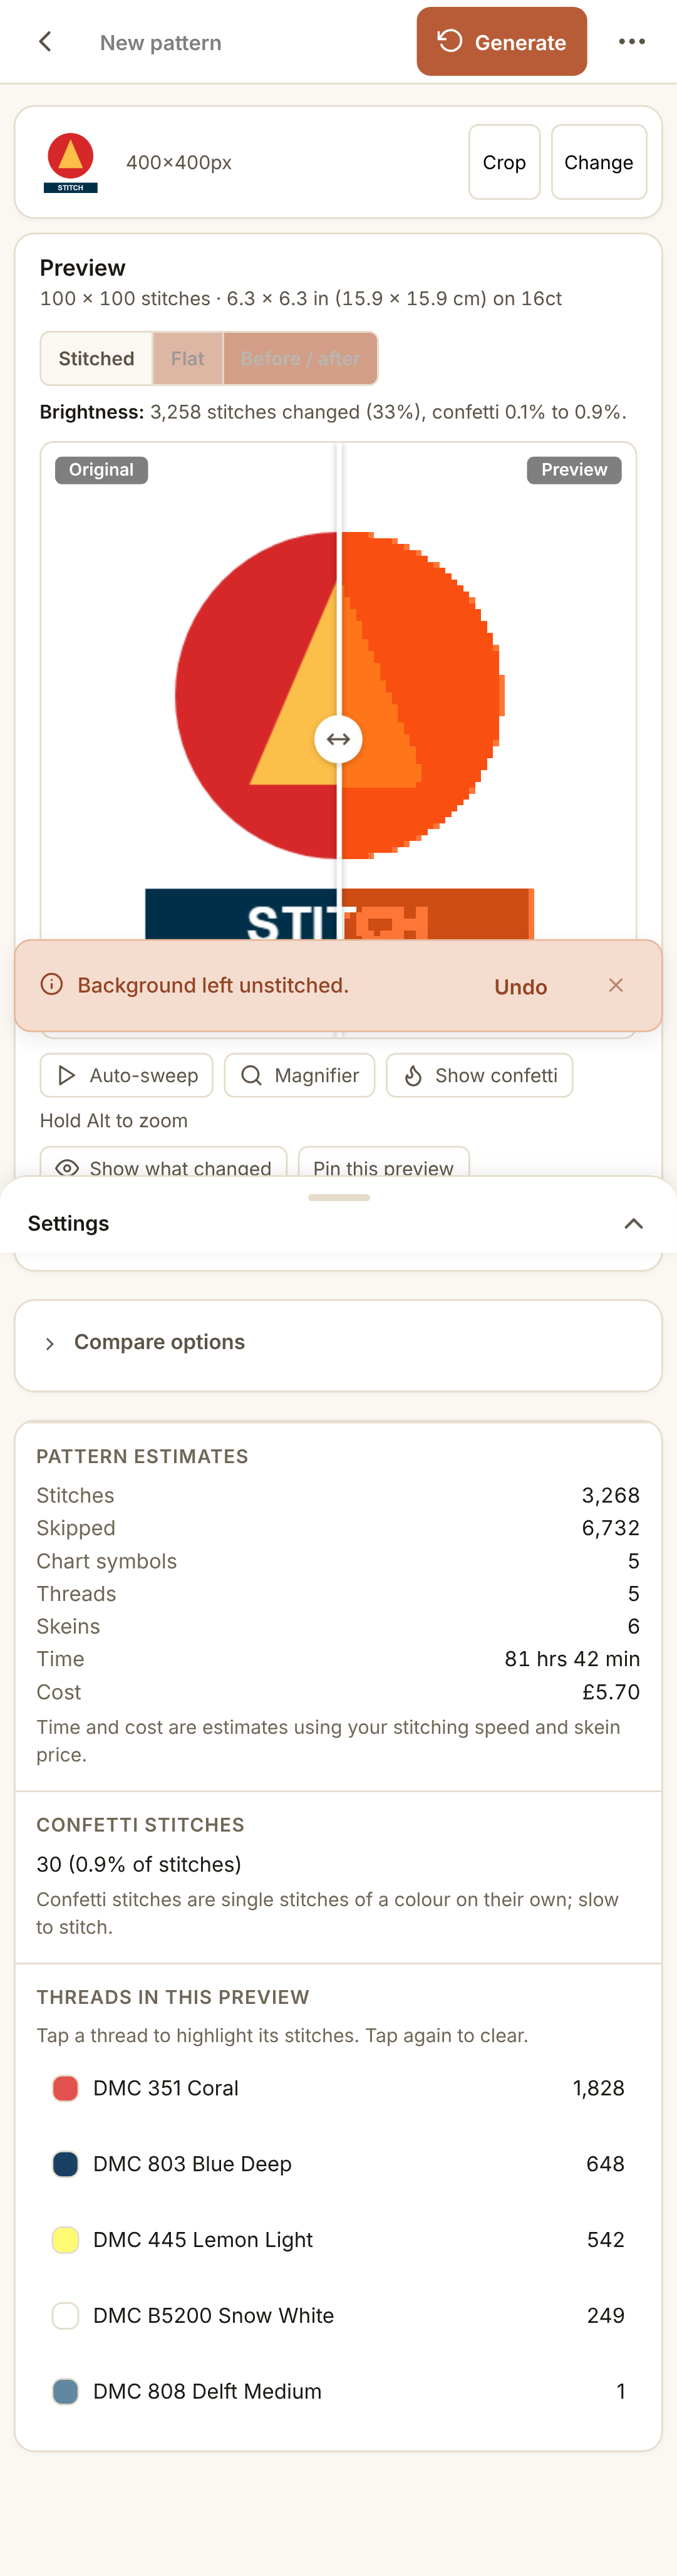 New pattern
Generate
STITCH
400×400px
Crop
Change
Preview
100 × 100 stitches · 6.3 × 6.3 in (15.9 × 15.9 cm) on 16ct
Stitched
Flat
Before / after
Brightness: 3,258 stitches changed (33%), confetti 0.1% to 0.9%.
Original
Preview
STIT
Background left unstitched.
Undo
Auto-sweep
Magnifier
Show confetti
Hold Alt to zoom
Show what changed
Pin this preview
Settings
Compare options
PATTERN ESTIMATES
Stitches 3,268
Skipped 6,732
Chart symbols 5
Threads 5
Skeins 6
Time 81 hrs 42 min
Cost £5.70
Time and cost are estimates using your stitching speed and skein
price.
CONFETTI STITCHES
30 (0.9% of stitches)
Confetti stitches are single stitches of a colour on their own; slow
to stitch.
THREADS IN THIS PREVIEW
Tap a thread to highlight its stitches. Tap again to clear.
DMC 351 Coral 1,828
DMC 803 Blue Deep 648
DMC 445 Lemon Light 542
DMC B5200 Snow White 249
DMC 808 Delft Medium 1